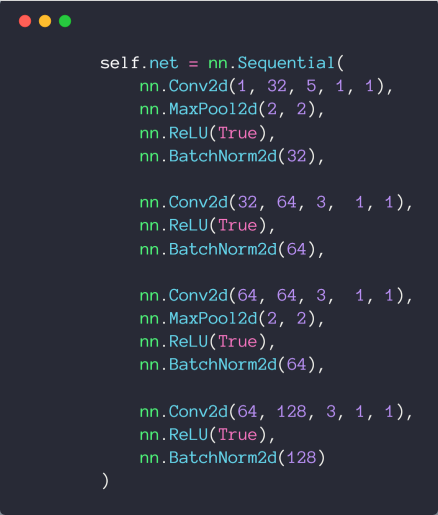 self.net = nn.Sequential(
nn.Conv2d(1, 32, 5, 1, 1),
nn.MaxPool2d(2, 2),
nn.ReLU(True),
nn.BatchNorm2d(32),
nn.Conv2d(32, 64, 3,  1, 1),
nn.ReLU(True),
nn.BatchNorm2d(64),
nn.Conv2d(64, 64, 3,  1, 1),
nn.MaxPool2d(2, 2),
nn.ReLU(True),
nn.BatchNorm2d(64),
nn.Conv2d(64, 128, 3, 1, 1),
nn.ReLU(True),
nn.BatchNorm2d(128)
)